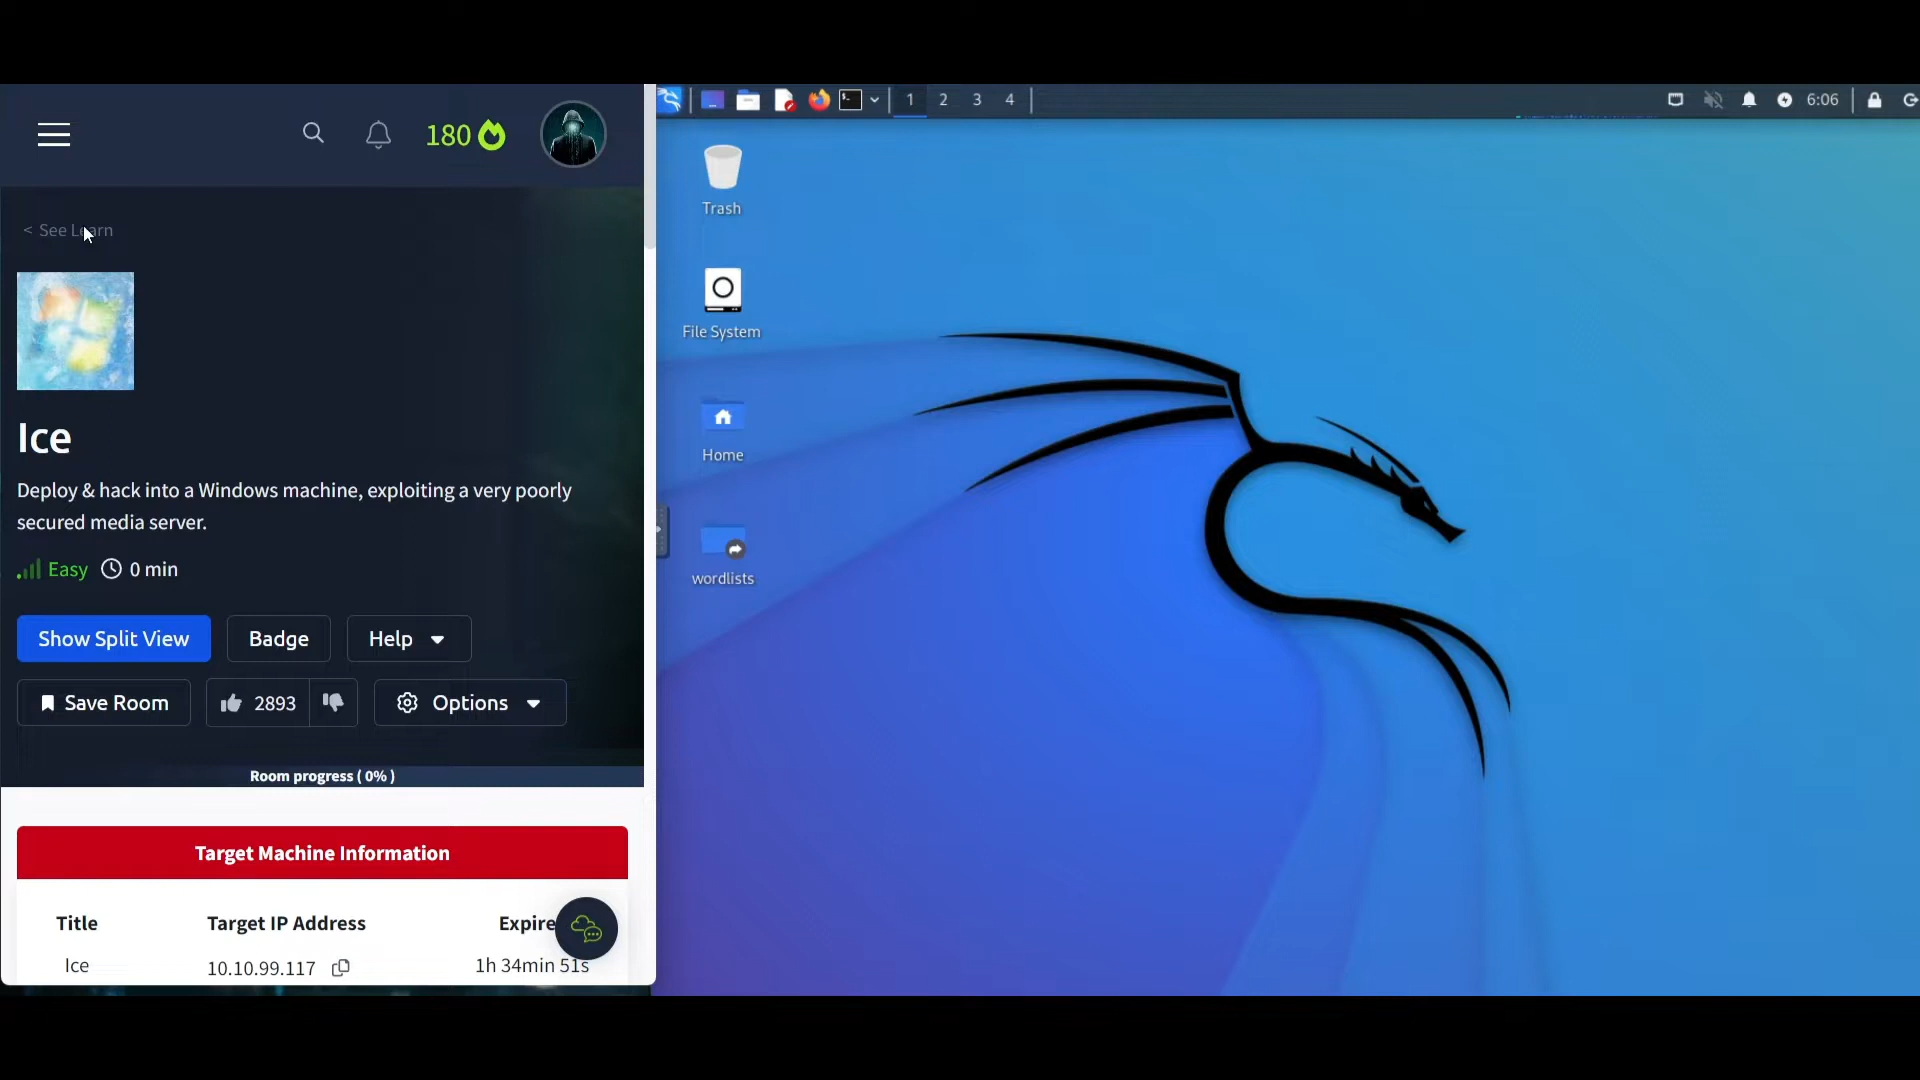 180
1 2 3 4
6:06
< See Learn
Trash
File System
Home
wordlists
Ice
Deploy & hack into a Windows machine, exploiting a very poorly
secured media server.
Easy 0 min
Show Split View Badge Help
Save Room 2893 Options
Room progress ( 0% )
Target Machine Information
Title Target IP Address Expire
Ice 10.10.99.117 1h 34min 51s